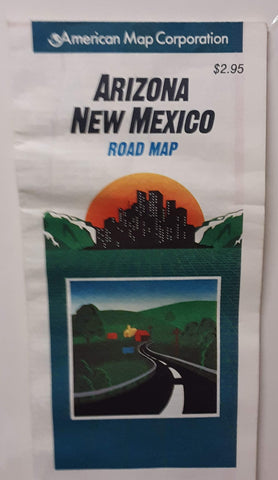 American Map Corporation
$2.95
ARIZONA
NEW MEXICO
ROAD MAP